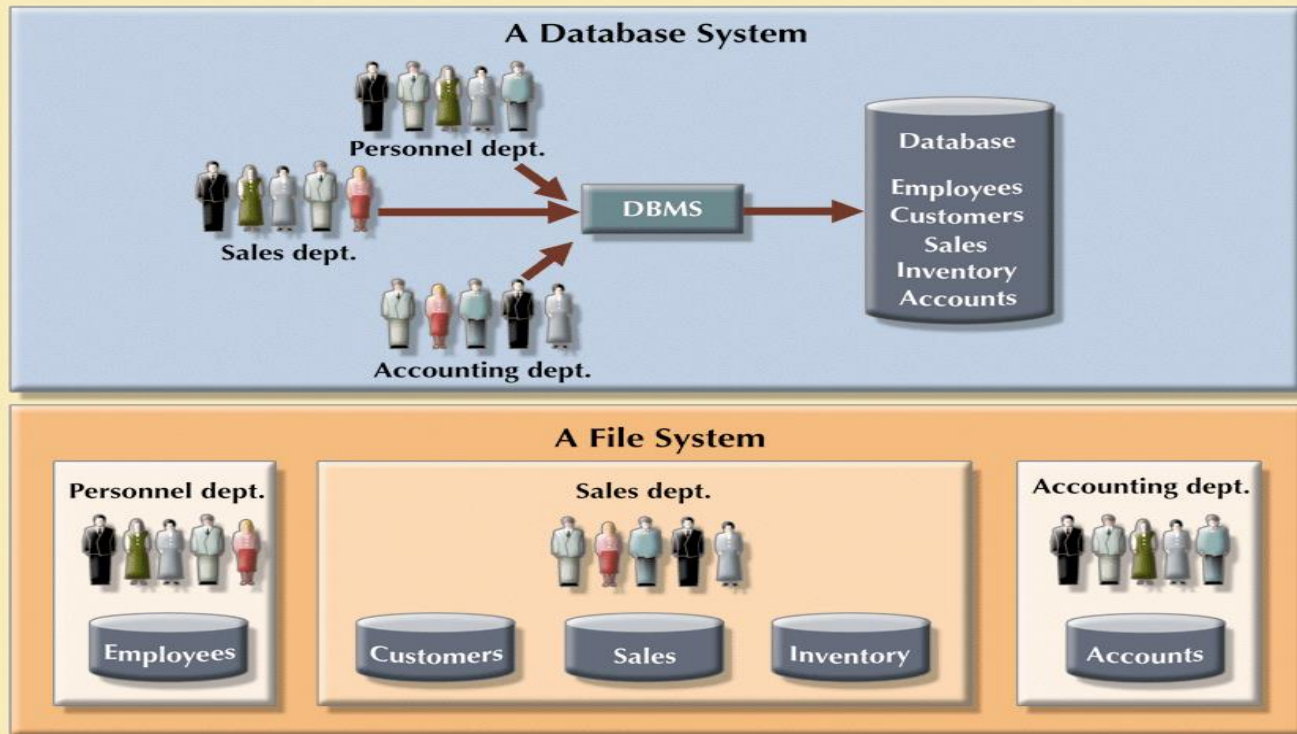 A Database System
Personnel dept.
Sales dept.
Accounting dept.
DBMS
Database
Employees
Customers
Sales
Inventory
Accounts
A File System
Personnel dept.
Employees
Sales dept.
Customers
Sales
Inventory
Accounting dept.
Accounts